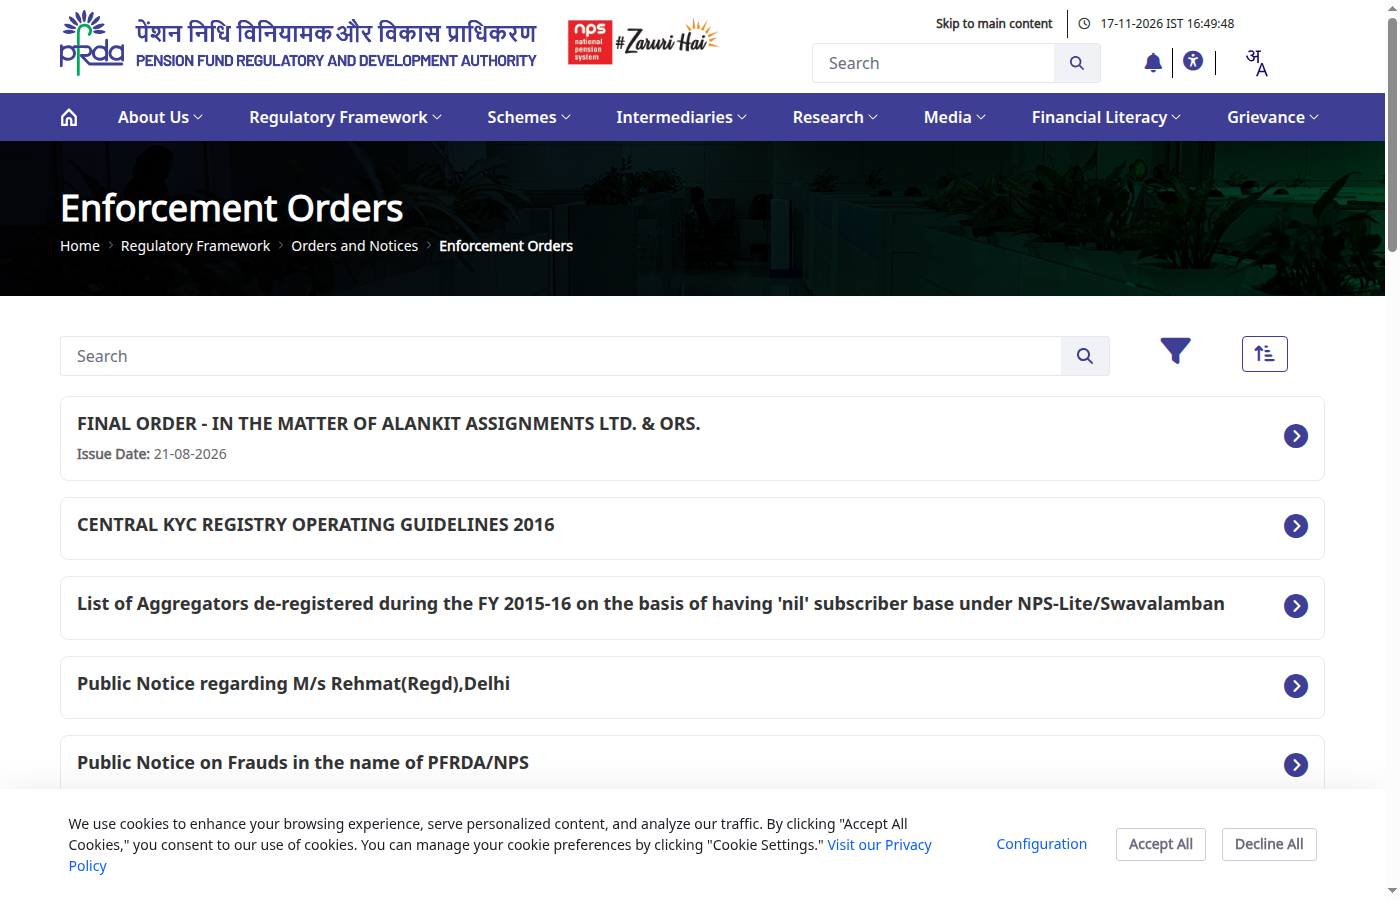 पेंशन निधि विनियामक और विकास प्राधिकरण
PENSION FUND REGULATORY AND DEVELOPMENT AUTHORITY
prda
nps
national
pension
system
#Zaruri Hai
Skip to main content
17-11-2026 IST 16:49:48
Search
अ
A
About Us
Regulatory Framework
Schemes
Intermediaries
Research
Media
Financial Literacy
Grievance
Enforcement Orders
Home > Regulatory Framework > Orders and Notices > Enforcement Orders
Search
FINAL ORDER - IN THE MATTER OF ALANKIT ASSIGNMENTS LTD. & ORS.
Issue Date: 21-08-2026
CENTRAL KYC REGISTRY OPERATING GUIDELINES 2016
List of Aggregators de-registered during the FY 2015-16 on the basis of having 'nil' subscriber base under NPS-Lite/Swavalamban
Public Notice regarding M/s Rehmat(Regd),Delhi
Public Notice on Frauds in the name of PFRDA/NPS
We use cookies to enhance your browsing experience, serve personalized content, and analyze our traffic. By clicking "Accept All
Cookies," you consent to our use of cookies. You can manage your cookie preferences by clicking "Cookie Settings." Visit our Privacy
Policy
Configuration
Accept All
Decline All